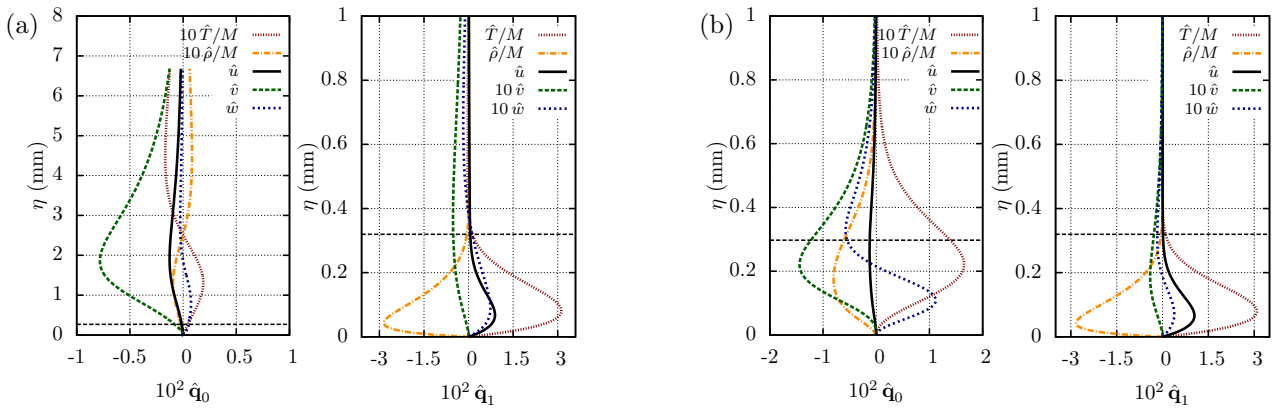 (a)
10 T̂/M
10 ρ̂/M
û
v̂
ŵ
η (mm)
8
7
6
5
4
3
2
1
0
-1 -0.5 0 0.5 1
10² q̂₀
T̂/M
ρ̂/M
û
10 v̂
10 ŵ
η (mm)
1
0.8
0.6
0.4
0.2
0
-3 -1.5 0 1.5 3
10² q̂₁
(b)
10 T̂/M
10 ρ̂/M
û
v̂
ŵ
η (mm)
1
0.8
0.6
0.4
0.2
0
-2 -1 0 1 2
10² q̂₀
T̂/M
ρ̂/M
û
10 v̂
10 ŵ
η (mm)
1
0.8
0.6
0.4
0.2
0
-3 -1.5 0 1.5 3
10² q̂₁